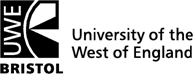 UWE
BRISTOL
University of the
West of England